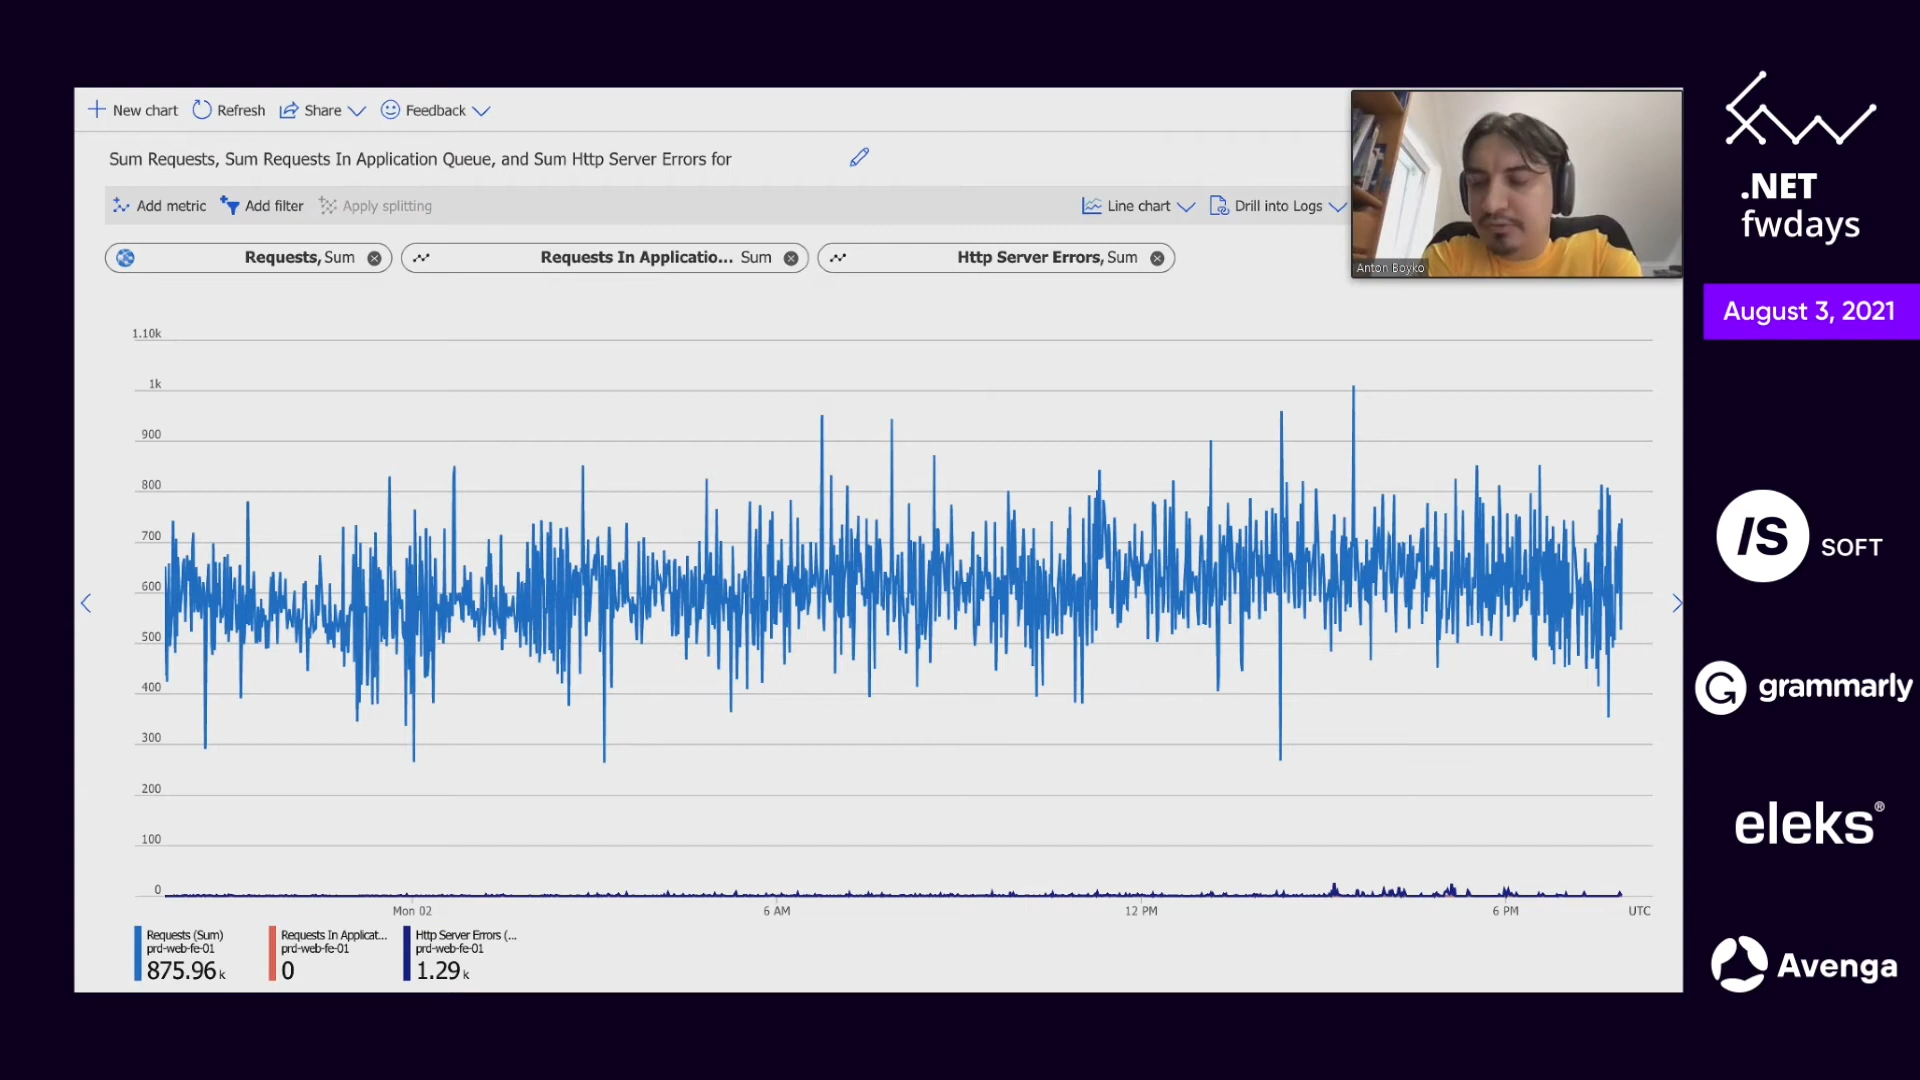 New chart Refresh Share Feedback
Sum Requests, Sum Requests In Application Queue, and Sum Http Server Errors for
Add metric Add filter Apply splitting Line chart Drill into Logs
Requests, Sum Requests In Applicatio... Sum Http Server Errors, Sum
Anton Boyko
1.10k
1k
900
800
700
600
500
400
300
200
100
0
Mon 02 6 AM 12 PM 6 PM UTC
Requests (Sum)
prd-web-fe-01
875.96 k
Requests In Applicat...
prd-web-fe-01
0
Http Server Errors (...
prd-web-fe-01
1.29 k
.NET
fwdays
August 3, 2021
/S SOFT
grammarly
eleks®
Avenga